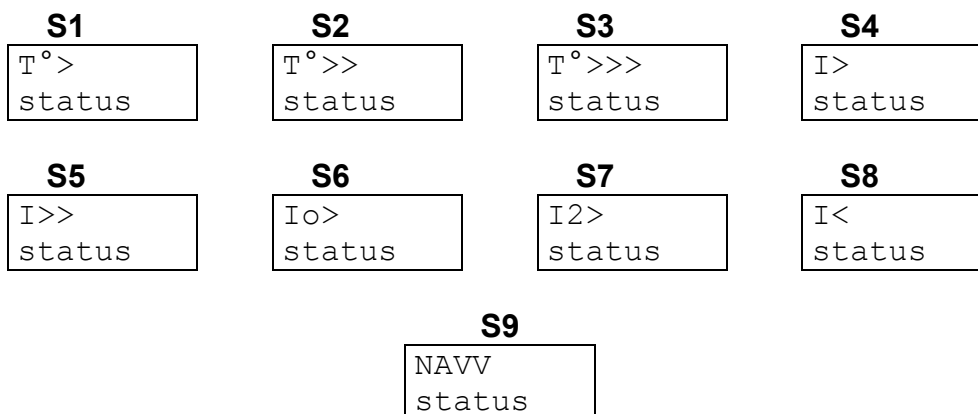 S1 S2 S3 S4
T°> T°>> T°>>> I>
status status status status
S5 S6 S7 S8
I>> Io> I2> I<
status status status status
S9
NAVV
status